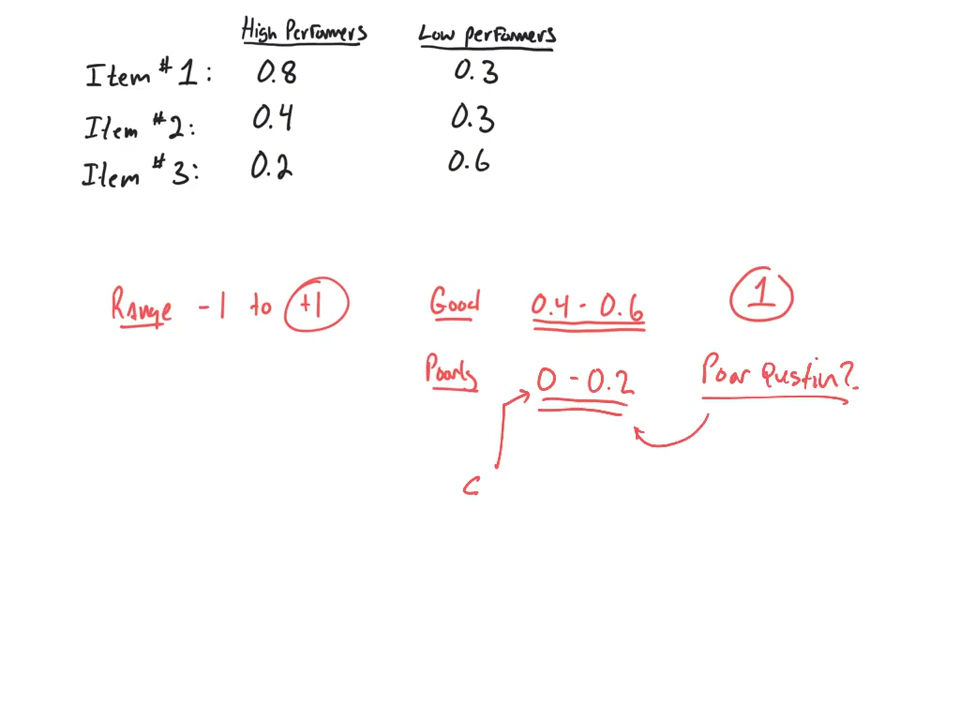 High Performers Low performers
Item #1: 0.8 0.3
Item #2: 0.4 0.3
Item #3: 0.2 0.6
Range -1 to +1 Good 0.4 - 0.6 1
Poorly 0 - 0.2 Poor Question?
C